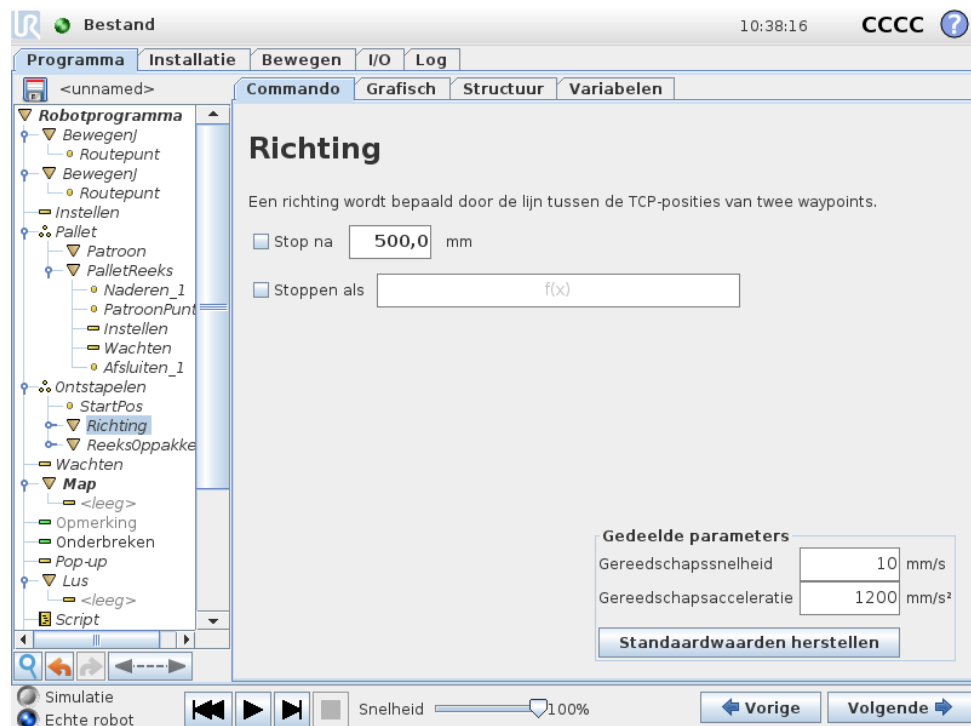 UR Bestand 10:38:16 CCCC ?
Programma Installatie Bewegen I/O Log
<unnamed>
Commando Grafisch Structuur Variabelen
Robotprogramma
BewegenJ
Routepunt
BewegenJ
Routepunt
Instellen
Pallet
Patroon
PalletReeks
Naderen_1
PatroonPunt
Instellen
Wachten
Afsluiten_1
Ontstapelen
StartPos
Richting
ReeksOppakke
Wachten
Map
<leeg>
Opmerking
Onderbreken
Pop-up
Lus
<leeg>
Script
Richting
Een richting wordt bepaald door de lijn tussen de TCP-posities van twee waypoints.
Stop na 500,0 mm
Stoppen als f(x)
Gedeelde parameters
Gereedschapssnelheid 10 mm/s
Gereedschapsacceleratie 1200 mm/s²
Standaardwaarden herstellen
Simulatie
Echte robot
Snelheid 100%
Vorige Volgende